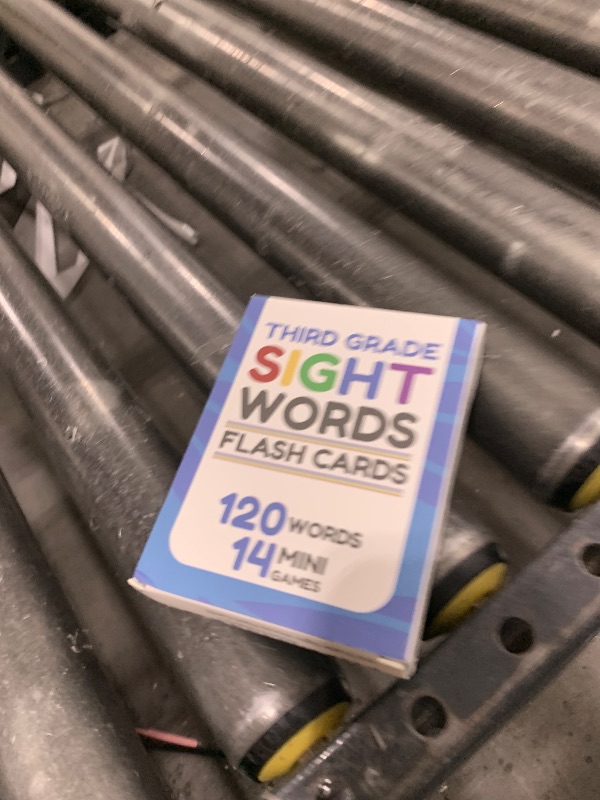 THIRD GRADE
SIGHT
WORDS
FLASH CARDS
120 WORDS
14 MINI
GAMES